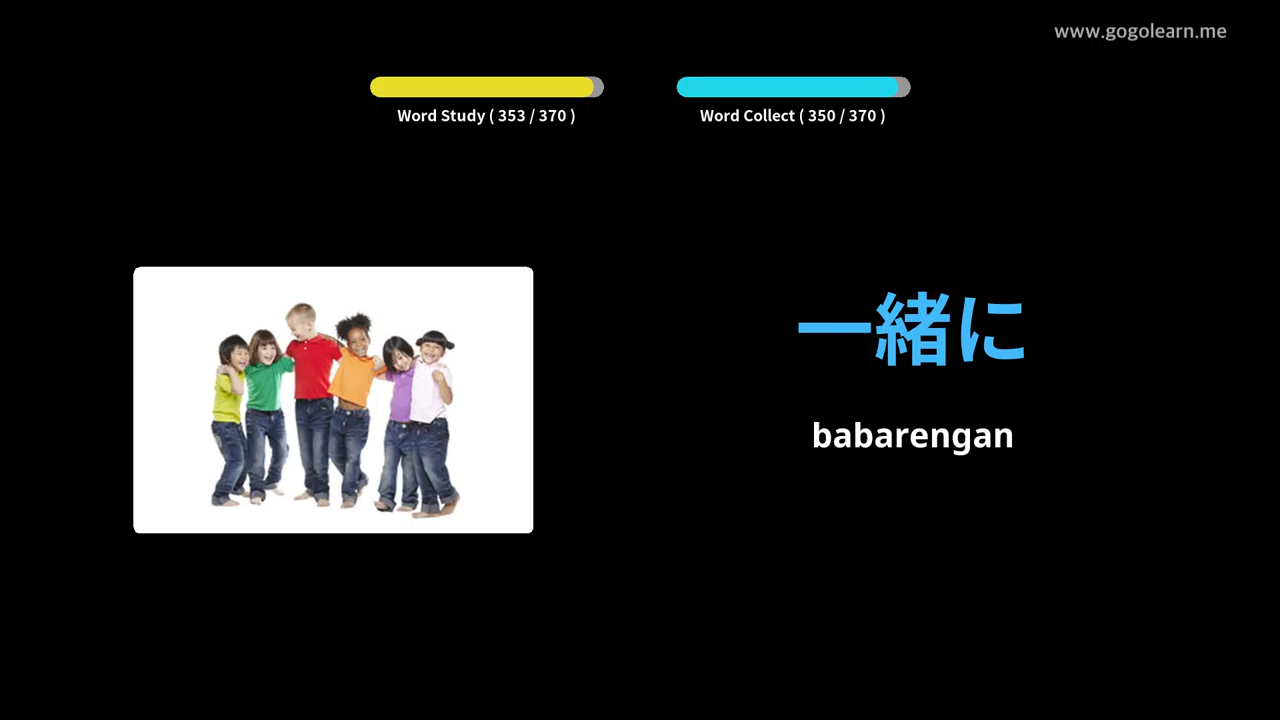 www.gogolearn.me
Word Study ( 353 / 370 )
Word Collect ( 350 / 370 )
一緒に
babarengan